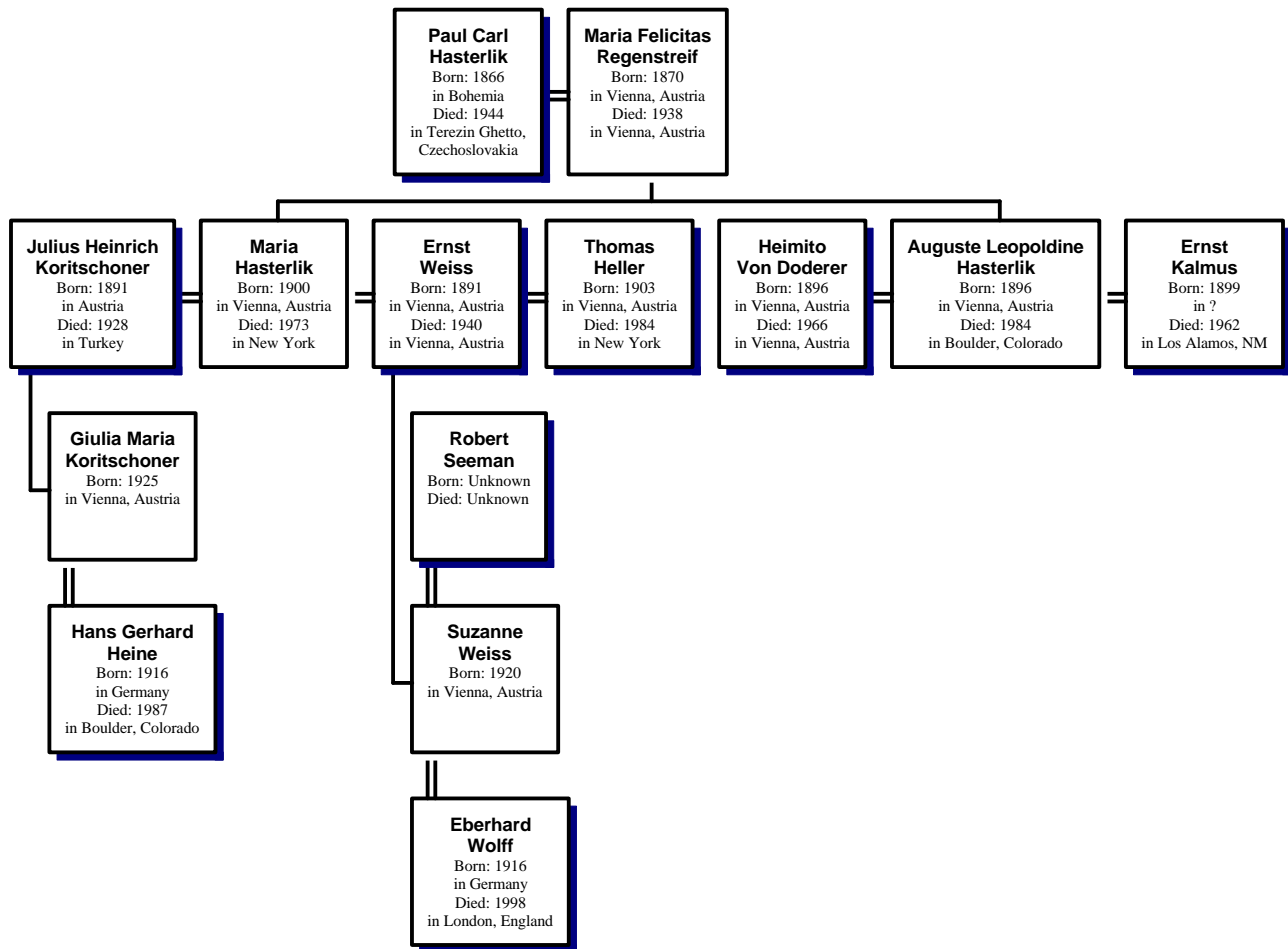 Paul Carl
Hasterlik
Born: 1866
in Bohemia
Died: 1944
in Terezin Ghetto,
Czechoslovakia
Maria Felicitas
Regenstreif
Born: 1870
in Vienna, Austria
Died: 1938
in Vienna, Austria
Julius Heinrich
Koritschoner
Born: 1891
in Austria
Died: 1928
in Turkey
Maria
Hasterlik
Born: 1900
in Vienna, Austria
Died: 1973
in New York
Ernst
Weiss
Born: 1891
in Vienna, Austria
Died: 1940
in Vienna, Austria
Thomas
Heller
Born: 1903
in Vienna, Austria
Died: 1984
in New York
Heimito
Von Doderer
Born: 1896
in Vienna, Austria
Died: 1966
in Vienna, Austria
Auguste Leopoldine
Hasterlik
Born: 1896
in Vienna, Austria
Died: 1984
in Boulder, Colorado
Ernst
Kalmus
Born: 1899
in ?
Died: 1962
in Los Alamos, NM
Giulia Maria
Koritschoner
Born: 1925
in Vienna, Austria
Robert
Seeman
Born: Unknown
Died: Unknown
Hans Gerhard
Heine
Born: 1916
in Germany
Died: 1987
in Boulder, Colorado
Suzanne
Weiss
Born: 1920
in Vienna, Austria
Eberhard
Wolff
Born: 1916
in Germany
Died: 1998
in London, England